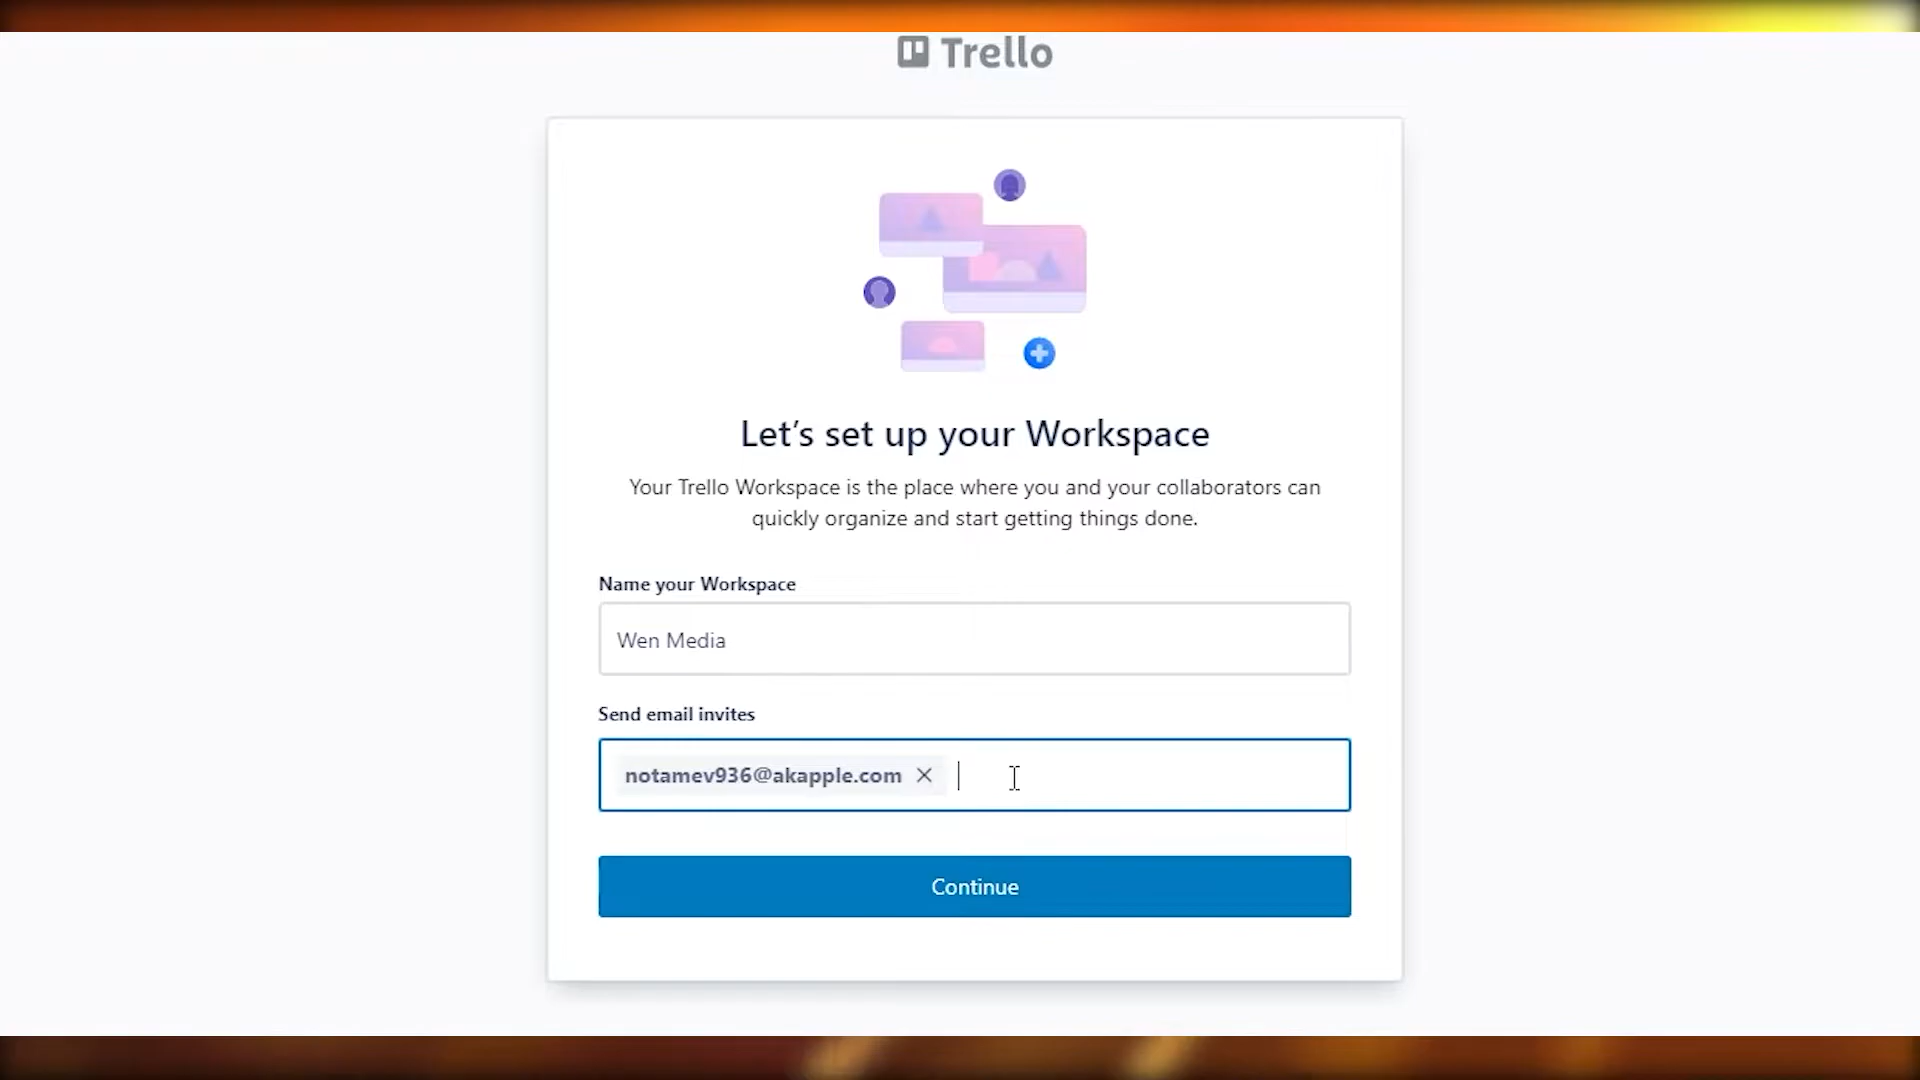 Trello
Let’s set up your Workspace
Your Trello Workspace is the place where you and your collaborators can
quickly organize and start getting things done.
Name your Workspace
Wen Media
Send email invites
notamev936@akapple.com
Continue